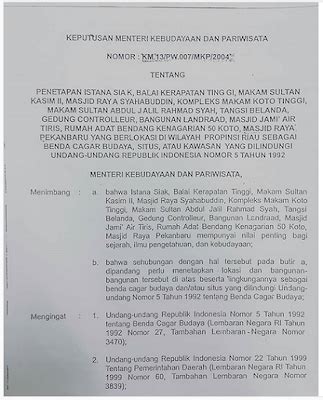 KEPUTUSAN MENTERI KEBUDAYAAN DAN PARIWISATA
NOMOR : KM.13/PW.007/MKP/2004
TENTANG
PENETAPAN ISTANA SIAK, BALAI KERAPATAN TINGGI, MAKAM SULTAN
KASIM II, MASJID RAYA SYAHABUDDIN, KOMPLEKS MAKAM KOTO TINGGI,
MAKAM SULTAN ABDUL JALIL RAHMAD SYAH, TANGSI BELANDA,
GEDUNG CONTROLLEUR, BANGUNAN LANDRAAD, MASJID JAMI' AIR
TIRIS, RUMAH ADAT BENDANG KENAGARIAN 50 KOTO, MASJID RAYA
PEKANBARU YANG BERLOKASI DI WILAYAH PROPINSI RIAU SEBAGAI
BENDA CAGAR BUDAYA, SITUS, ATAU KAWASAN YANG DILINDUNGI
UNDANG-UNDANG REPUBLIK INDONESIA NOMOR 5 TAHUN 1992
MENTERI KEBUDAYAAN DAN PARIWISATA,
Menimbang : a. bahwa Istana Siak, Balai Kerapatan Tinggi, Makam Sultan
Kasim II, Masjid Raya Syahabuddin, Kompleks Makam Koto
Tinggi, Makam Sultan Abdul Jalil Rahmad Syah, Tangsi
Belanda, Gedung Controlleur, Bangunan Lundraad, Masjid
Jami' Air Tiris, Rumah Adat Bendang Kenagarian 50 Koto,
Masjid Raya Pekanbaru mempunyai nilai penting bagi
sejarah, ilmu pengetahuan, dan kebudayaan;
b. bahwa sehubungan dengan hal tersebut pada butir a,
dipandang perlu menetapkan lokasi dan bangunan-
bangunan tersebut di atas beserta lingkungannya sebagai
benda cagar budaya dan/atau situs yang dilindungi Undang-
undang Nomor 5 Tahun 1992 tentang Benda Cagar Budaya;
Mengingat : 1. Undang-undang Republik Indonesia Nomor 5 Tahun 1992
tentang Benda Cagar Budaya (Lembaran Negara RI Tahun
1992 Nomor 27, Tambahan Lembaran Negara Nomor
3470);
2. Undang-undang Republik Indonesia Nomor 22 Tahun 1999
Tentang Pemerintahan Daerah (Lembaran Negara RI Tahun
1999 Nomor 60, Tambahan Lembaran Negara Nomor
3839);